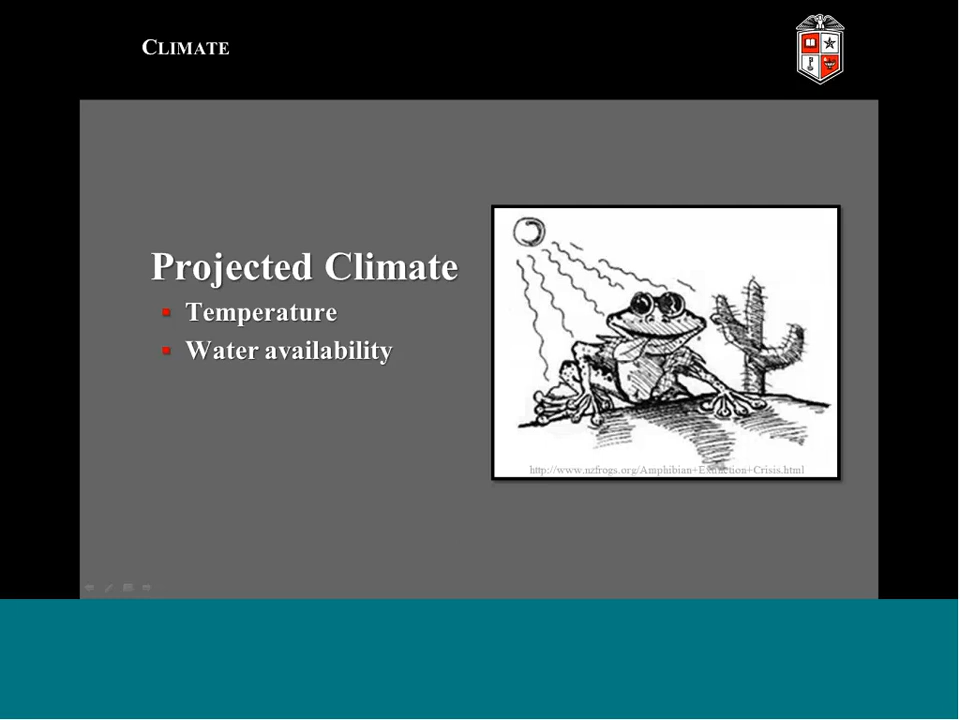 CLIMATE
Projected Climate
Temperature
Water availability
http://www.nzfrogs.org/Amphibian+Extinction+Crisis.html